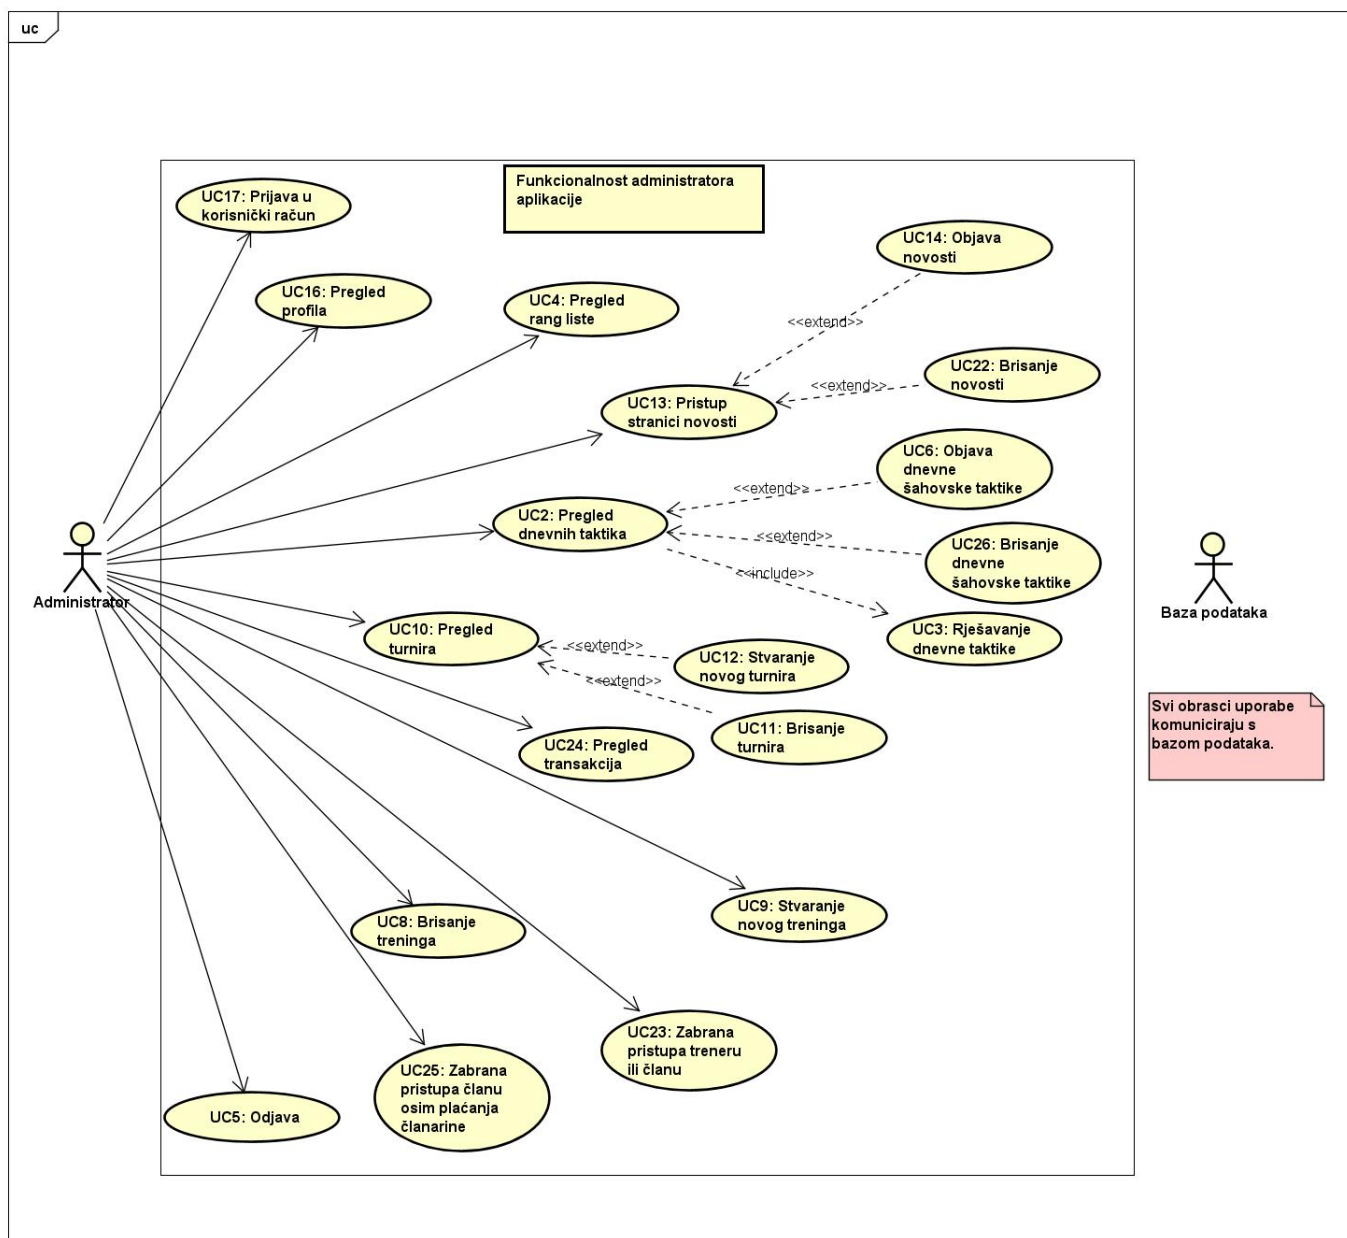 uc
Funkcionalnost administratora
aplikacije
UC17: Prijava u
korisnički račun
UC14: Objava
novosti
UC16: Pregled
profila
UC4: Pregled
rang liste
<<extend>>
UC22: Brisanje
novosti
<<extend>>
UC13: Pristup
stranici novosti
UC6: Objava
dnevne
šahovske taktike
<<extend>>
UC2: Pregled
dnevnih taktika
<<extend>>
UC26: Brisanje
dnevne
šahovske taktike
<<include>>
Administrator
Baza podataka
UC10: Pregled
turnira
UC3: Rješavanje
dnevne taktike
<<extend>>
UC12: Stvaranje
novog turnira
<<extend>>
UC11: Brisanje
turnira
Svi obrasci uporabe
komuniciraju s
bazom podataka.
UC24: Pregled
transakcija
UC9: Stvaranje
novog treninga
UC8: Brisanje
treninga
UC23: Zabrana
pristupa treneru
ili članu
UC25: Zabrana
pristupa članu
osim plaćanja
članarine
UC5: Odjava